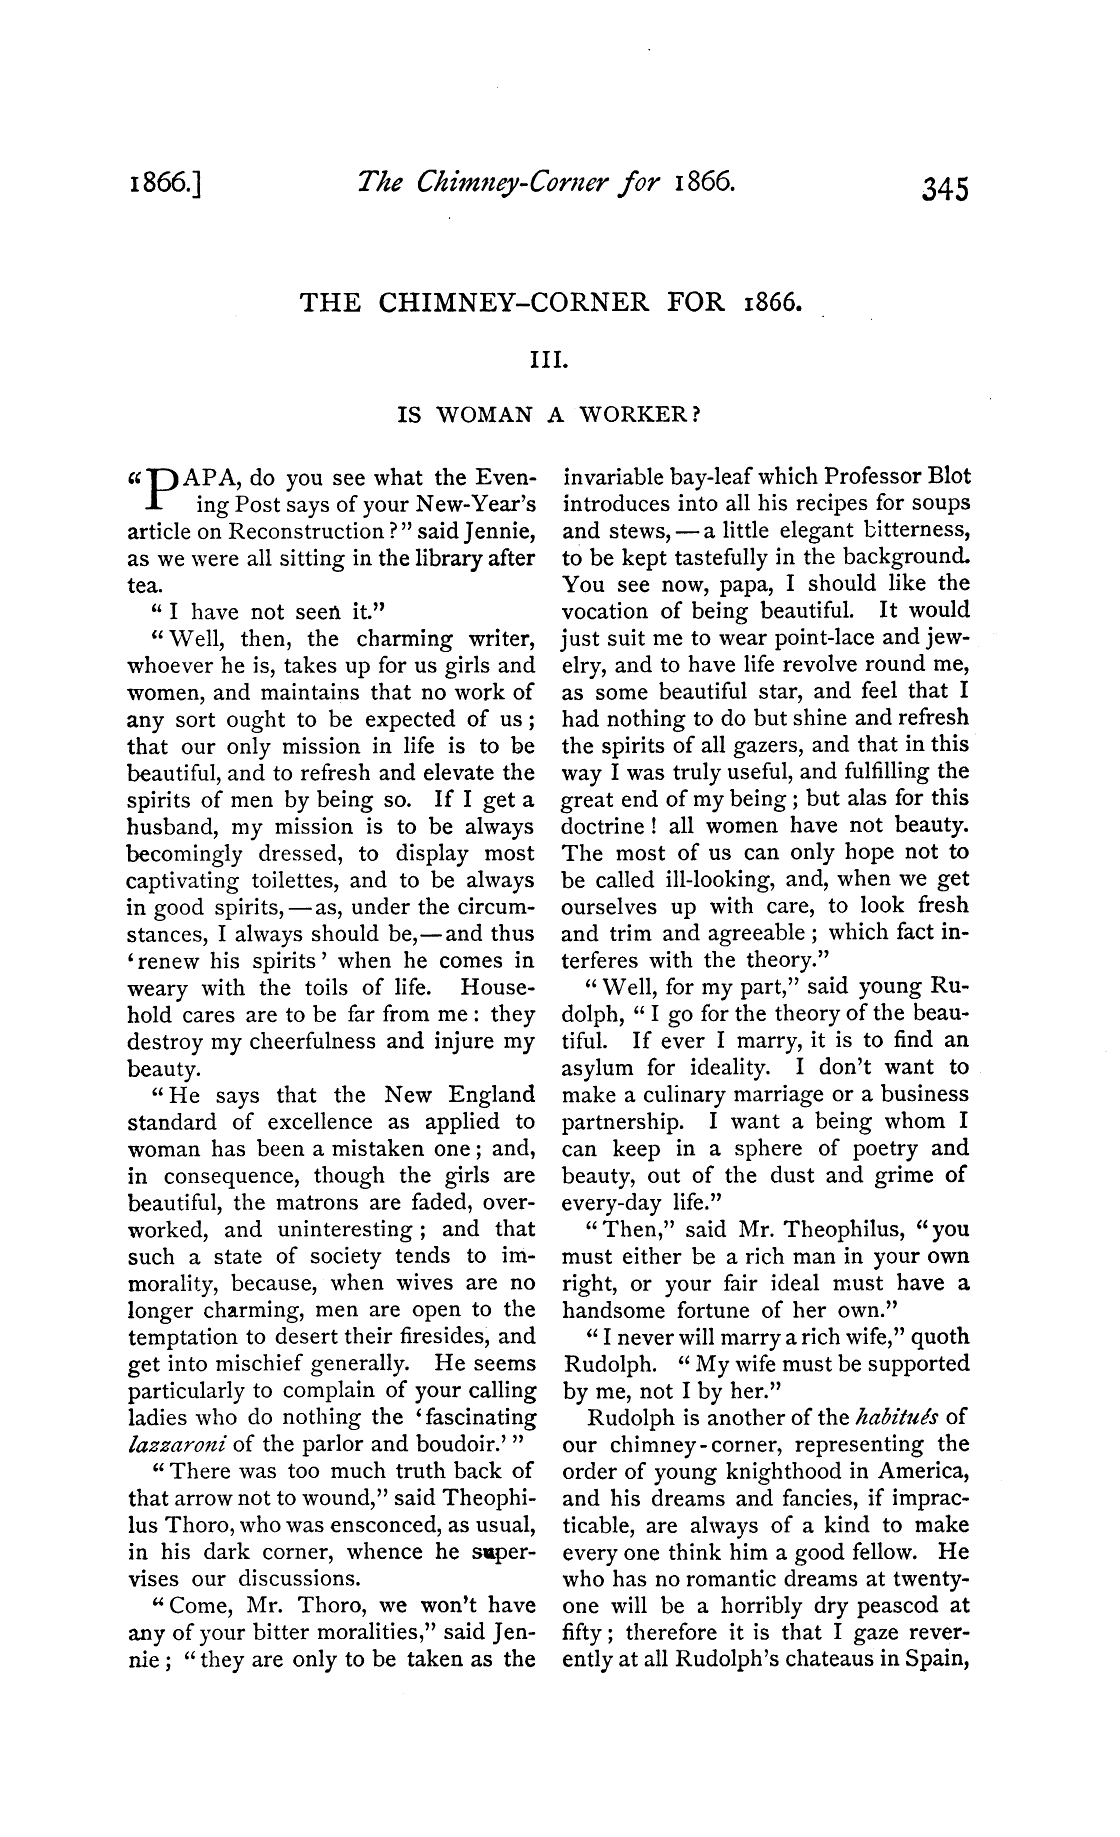 1866.] The Chimney-Corner for 1866. 345
THE CHIMNEY-CORNER FOR 1866.
III.
IS WOMAN A WORKER?
“PAPA, do you see what the Even-
ing Post says of your New-Year’s
article on Reconstruction?” said Jennie,
as we were all sitting in the library after
tea.
“I have not seen it.”
“Well, then, the charming writer,
whoever he is, takes up for us girls and
women, and maintains that no work of
any sort ought to be expected of us;
that our only mission in life is to be
beautiful, and to refresh and elevate the
spirits of men by being so. If I get a
husband, my mission is to be always
becomingly dressed, to display most
captivating toilettes, and to be always
in good spirits,—as, under the circum-
stances, I always should be,—and thus
‘renew his spirits’ when he comes in
weary with the toils of life. House-
hold cares are to be far from me: they
destroy my cheerfulness and injure my
beauty.
“He says that the New England
standard of excellence as applied to
woman has been a mistaken one; and,
in consequence, though the girls are
beautiful, the matrons are faded, over-
worked, and uninteresting; and that
such a state of society tends to im-
morality, because, when wives are no
longer charming, men are open to the
temptation to desert their firesides, and
get into mischief generally. He seems
particularly to complain of your calling
ladies who do nothing the ‘fascinating
lazzaroni of the parlor and boudoir.’”
“There was too much truth back of
that arrow not to wound,” said Theophi-
lus Thoro, who was ensconced, as usual,
in his dark corner, whence he super-
vises our discussions.
“Come, Mr. Thoro, we won’t have
any of your bitter moralities,” said Jen-
nie; “they are only to be taken as the
invariable bay-leaf which Professor Blot
introduces into all his recipes for soups
and stews,—a little elegant bitterness,
to be kept tastefully in the background.
You see now, papa, I should like the
vocation of being beautiful. It would
just suit me to wear point-lace and jew-
elry, and to have life revolve round me,
as some beautiful star, and feel that I
had nothing to do but shine and refresh
the spirits of all gazers, and that in this
way I was truly useful, and fulfilling the
great end of my being; but alas for this
doctrine! all women have not beauty.
The most of us can only hope not to
be called ill-looking, and, when we get
ourselves up with care, to look fresh
and trim and agreeable; which fact in-
terferes with the theory.”
“Well, for my part,” said young Ru-
dolph, “I go for the theory of the beau-
tiful. If ever I marry, it is to find an
asylum for ideality. I don’t want to
make a culinary marriage or a business
partnership. I want a being whom I
can keep in a sphere of poetry and
beauty, out of the dust and grime of
every-day life.”
“Then,” said Mr. Theophilus, “you
must either be a rich man in your own
right, or your fair ideal must have a
handsome fortune of her own.”
“I never will marry a rich wife,” quoth
Rudolph. “My wife must be supported
by me, not I by her.”
Rudolph is another of the habitués of
our chimney-corner, representing the
order of young knighthood in America,
and his dreams and fancies, if imprac-
ticable, are always of a kind to make
every one think him a good fellow. He
who has no romantic dreams at twenty-
one will be a horribly dry peascod at
fifty; therefore it is that I gaze rever-
ently at all Rudolph’s chateaus in Spain,